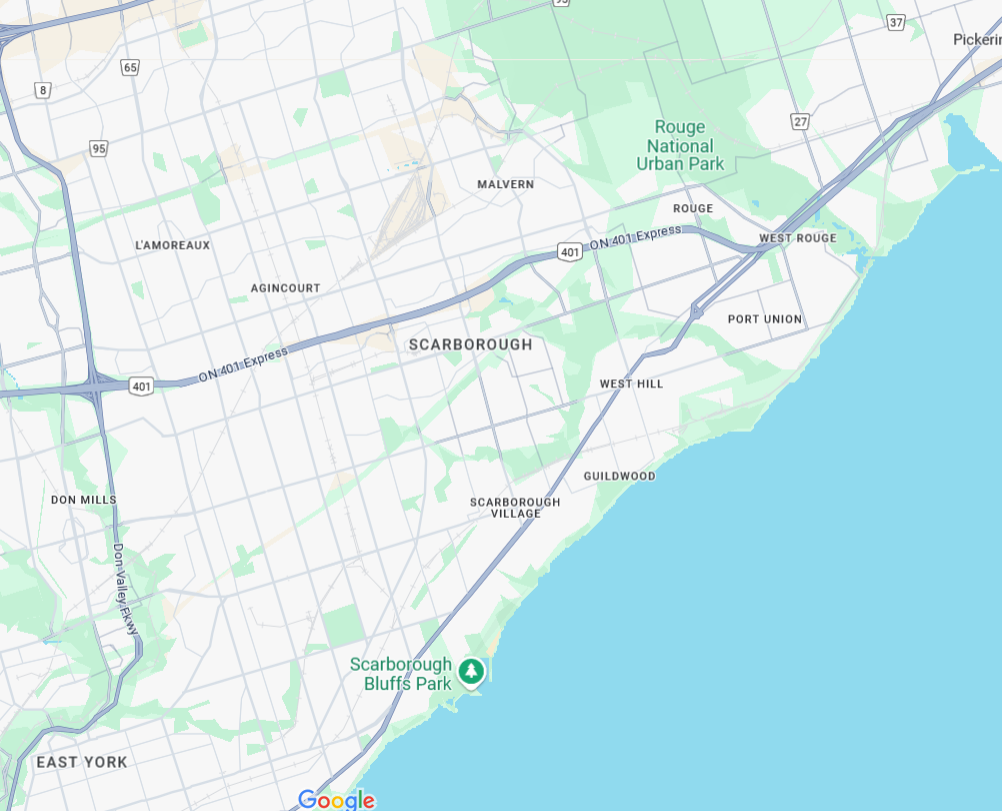 93
37
Pickerin
65
8
27
95
Rouge
National
Urban Park
MALVERN
ROUGE
ON 401 Express
WEST ROUGE
L'AMOREAUX
401
AGINCOURT
PORT UNION
SCARBOROUGH
ON 401 Express
401
WEST HILL
GUILDWOOD
DON MILLS
SCARBOROUGH
VILLAGE
Don Valley Pkwy
Scarborough
Bluffs Park
EAST YORK
Google